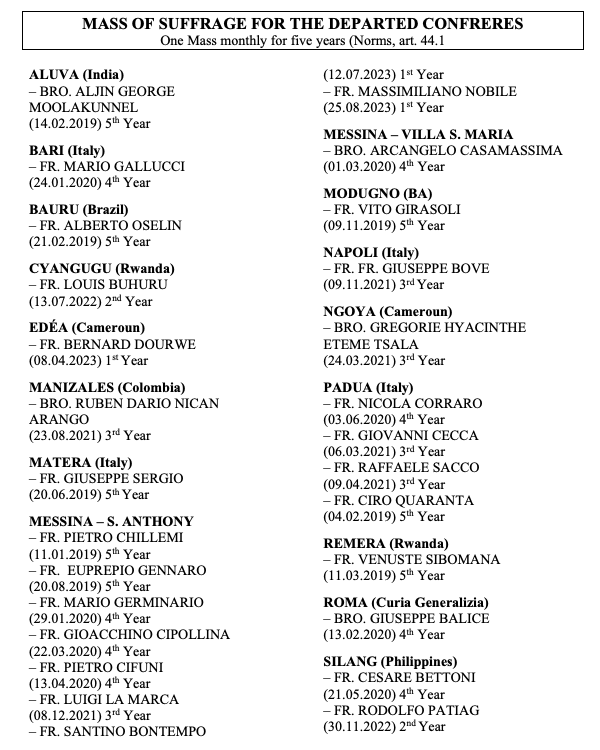 MASS OF SUFFRAGE FOR THE DEPARTED CONFRERES
One Mass monthly for five years (Norms, art. 44.1
ALUVA (India)
– BRO. ALJIN GEORGE
MOOLAKUNNEL
(14.02.2019) 5th Year
BARI (Italy)
– FR. MARIO GALLUCCI
(24.01.2020) 4th Year
BAURU (Brazil)
– FR. ALBERTO OSELIN
(21.02.2019) 5th Year
CYANGUGU (Rwanda)
– FR. LOUIS BUHURU
(13.07.2022) 2nd Year
EDÉA (Cameroun)
– FR. BERNARD DOURWE
(08.04.2023) 1st Year
MANIZALES (Colombia)
– BRO. RUBEN DARIO NICAN
ARANGO
(23.08.2021) 3rd Year
MATERA (Italy)
– FR. GIUSEPPE SERGIO
(20.06.2019) 5th Year
MESSINA – S. ANTHONY
– FR. PIETRO CHILLEMI
(11.01.2019) 5th Year
– FR. EUPREPIO GENNARO
(20.08.2019) 5th Year
– FR. MARIO GERMINARIO
(29.01.2020) 4th Year
– FR. GIOACCHINO CIPOLLINA
(22.03.2020) 4th Year
– FR. PIETRO CIFUNI
(13.04.2020) 4th Year
– FR. LUIGI LA MARCA
(08.12.2021) 3rd Year
– FR. SANTINO BONTEMPO
(12.07.2023) 1st Year
– FR. MASSIMILIANO NOBILE
(25.08.2023) 1st Year
MESSINA – VILLA S. MARIA
– BRO. ARCANGELO CASAMASSIMA
(01.03.2020) 4th Year
MODUGNO (BA)
– FR. VITO GIRASOLI
(09.11.2019) 5th Year
NAPOLI (Italy)
– FR. FR. GIUSEPPE BOVE
(09.11.2021) 3rd Year
NGOYA (Cameroun)
– BRO. GREGORIE HYACINTHE
ETEME TSALA
(24.03.2021) 3rd Year
PADUA (Italy)
– FR. NICOLA CORRARO
(03.06.2020) 4th Year
– FR. GIOVANNI CECCA
(06.03.2021) 3rd Year
– FR. RAFFAELE SACCO
(09.04.2021) 3rd Year
– FR. CIRO QUARANTA
(04.02.2019) 5th Year
REMERA (Rwanda)
– FR. VENUSTE SIBOMANA
(11.03.2019) 5th Year
ROMA (Curia Generalizia)
– BRO. GIUSEPPE BALICE
(13.02.2020) 4th Year
SILANG (Philippines)
– FR. CESARE BETTONI
(21.05.2020) 4th Year
– FR. RODOLFO PATIAG
(30.11.2022) 2nd Year